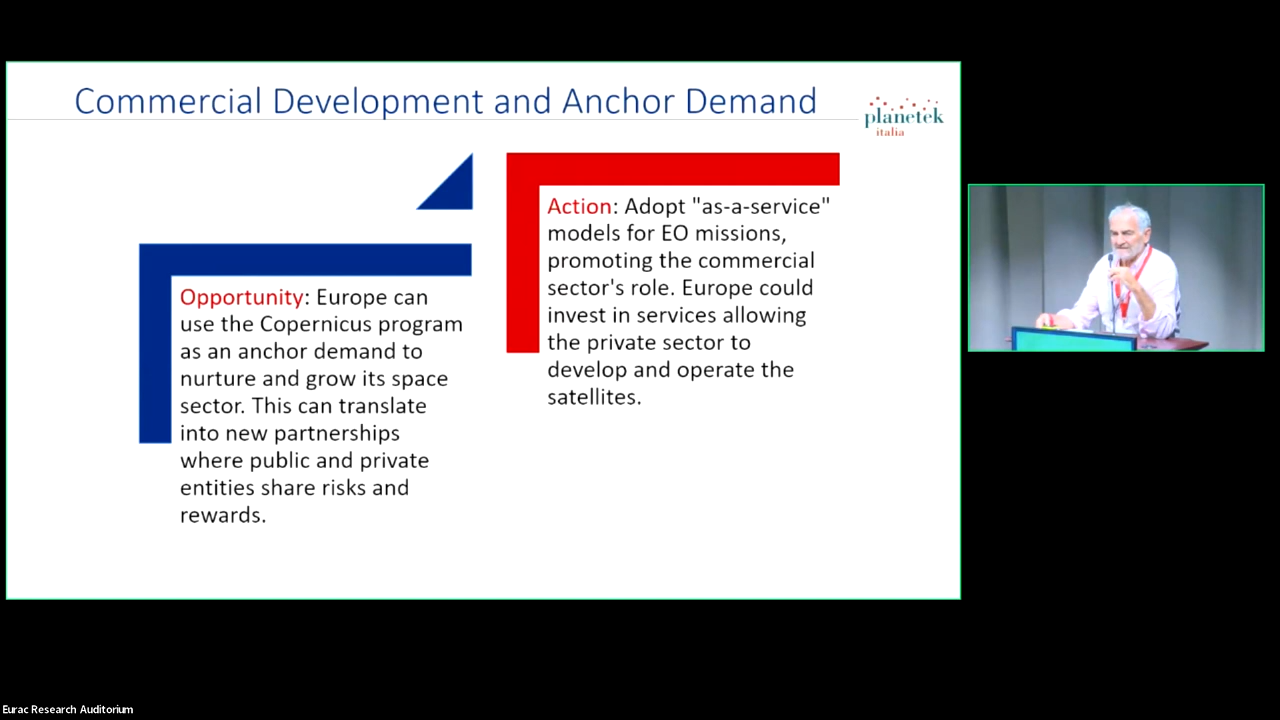 Commercial Development and Anchor Demand
planetek
italia
Opportunity: Europe can
use the Copernicus program
as an anchor demand to
nurture and grow its space
sector. This can translate
into new partnerships
where public and private
entities share risks and
rewards.
Action: Adopt "as-a-service"
models for EO missions,
promoting the commercial
sector's role. Europe could
invest in services allowing
the private sector to
develop and operate the
satellites.
Eurac Research Auditorium